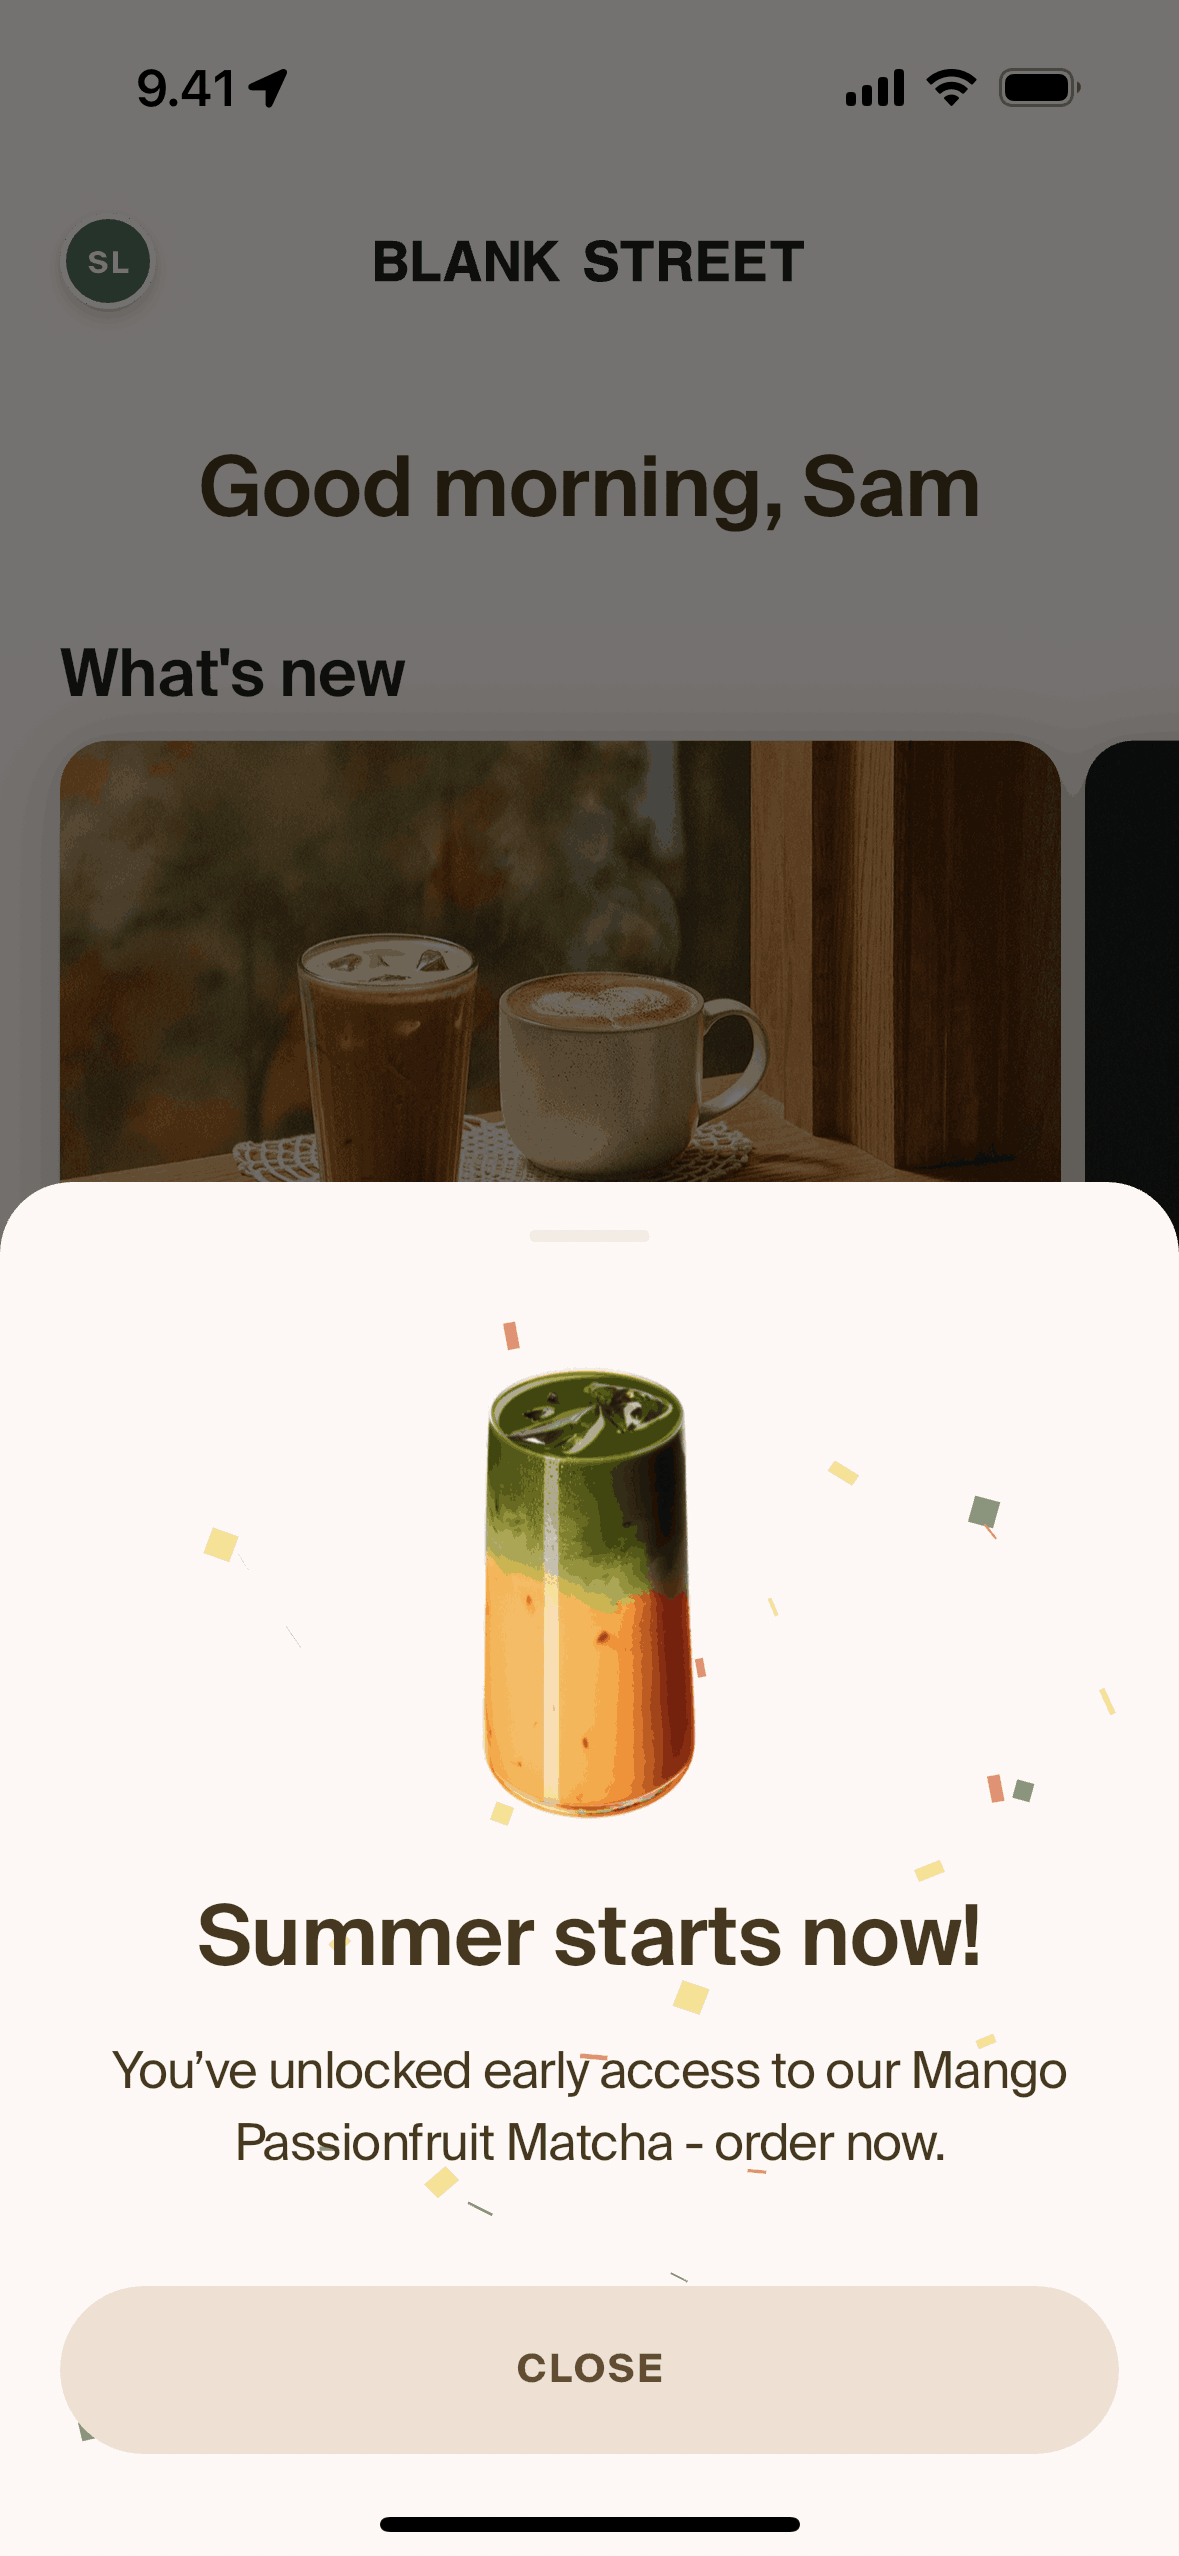 9.41
SL
BLANK STREET
Good morning, Sam
What's new
Summer starts now!
You’ve unlocked early access to our Mango
Passionfruit Matcha - order now.
CLOSE